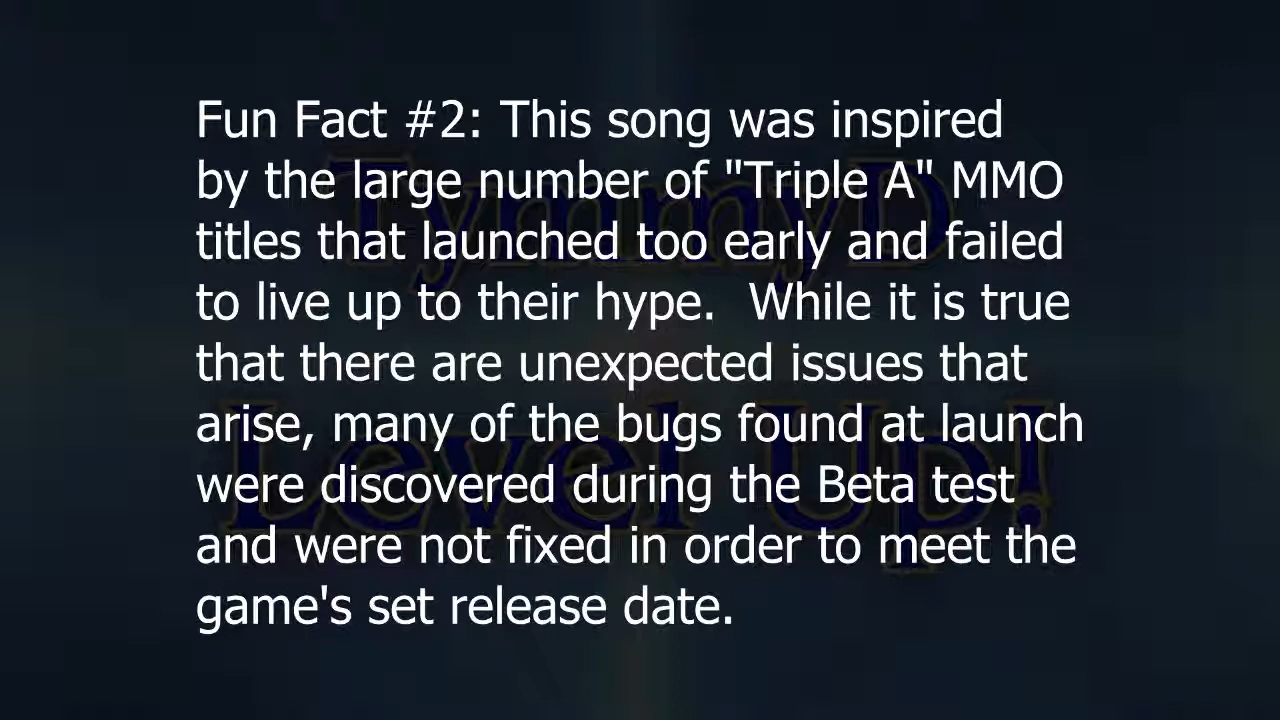 Fun Fact #2: This song was inspired
by the large number of "Triple A" MMO
titles that launched too early and failed
to live up to their hype.  While it is true
that there are unexpected issues that
arise, many of the bugs found at launch
were discovered during the Beta test
and were not fixed in order to meet the
game's set release date.
TymmyD
Level Up!